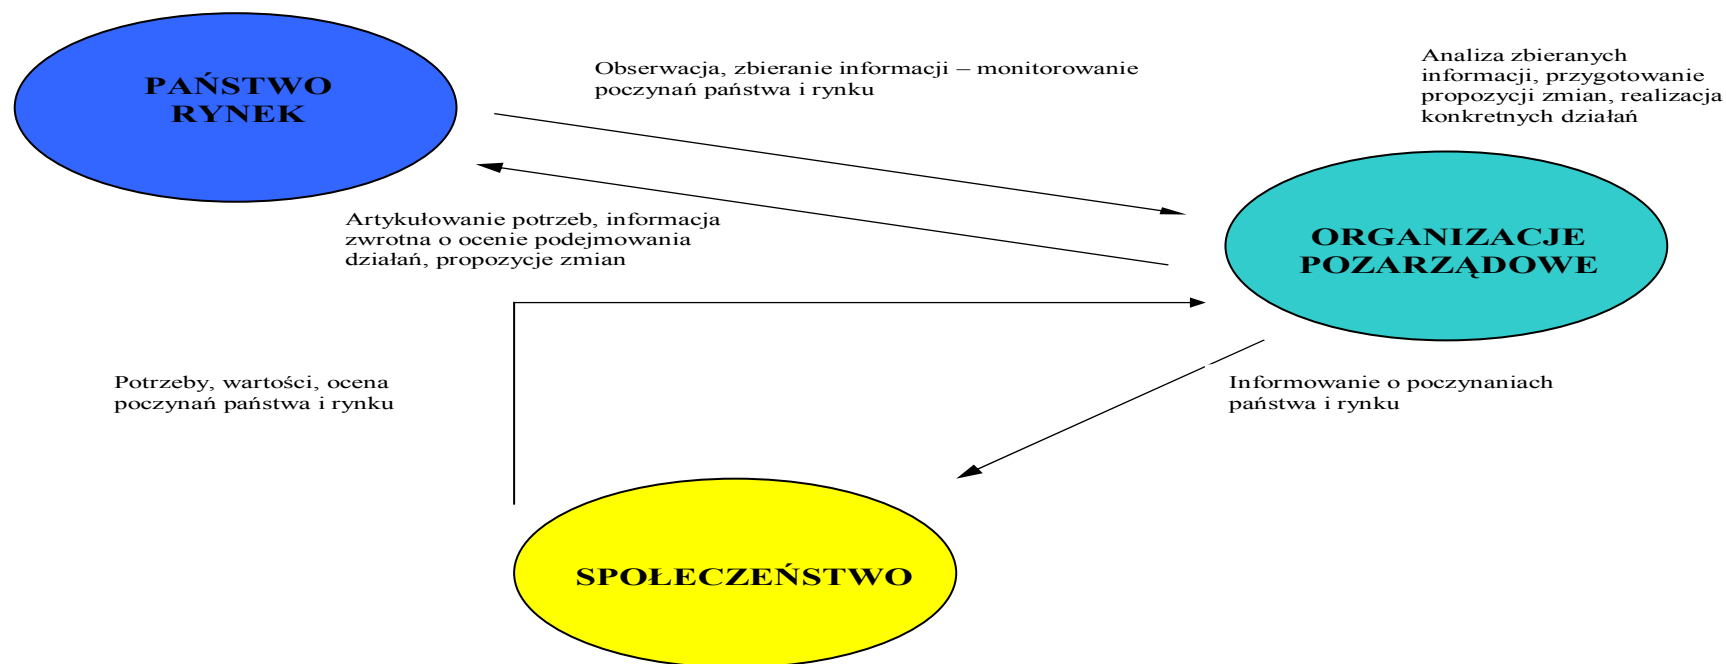 PAŃSTWO
RYNEK
Obserwacja, zbieranie informacji – monitorowanie
poczynań państwa i rynku
Analiza zbieranych
informacji, przygotowanie
propozycji zmian, realizacja
konkretnych działań
Artykułowanie potrzeb, informacja
zwrotna o ocenie podejmowania
działań, propozycje zmian
ORGANIZACJE
POZARZĄDOWE
Potrzeby, wartości, ocena
poczynań państwa i rynku
Informowanie o poczynaniach
państwa i rynku
SPOŁECZEŃSTWO